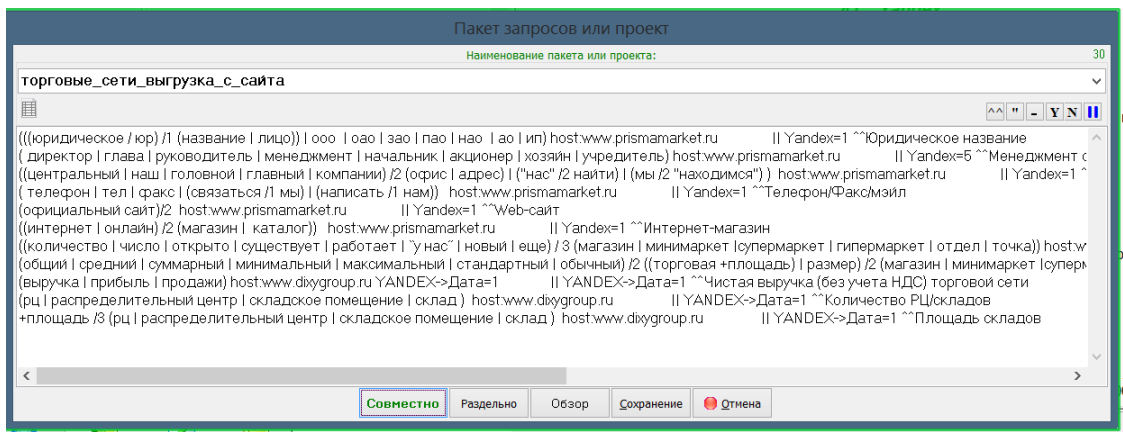 Пакет запросов или проект
Наименование пакета или проекта:
30
торговые_сети_выгрузка_с_сайта
^^ " - Y N
(((юридическое / юр) /1 (название | лицо)) | ооо | оао | зао | пао | нао | ао | ип) host:www.prismamarket.ru || Yandex=1 ^^Юридическое название
( директор | глава | руководитель | менеджмент | начальник | акционер | хозяйн | учредитель) host:www.prismamarket.ru || Yandex=5 ^^Менеджмент
((центральный | наш | головной | главный | компании) /2 (офис | адрес) | ("нас" /2 найти) | (мы /2 "находимся") ) host:www.prismamarket.ru || Yandex=1 ^
( телефон | тел | факс | (связаться /1 мы) | (написать /1 нам)) host:www.prismamarket.ru || Yandex=1 ^^Телефон/Факс/мэйл
(официальный сайт)/2 host:www.prismamarket.ru || Yandex=1 ^^Web-сайт
((интернет | онлайн) /2 (магазин | каталог)) host:www.prismamarket.ru || Yandex=1 ^^Интернет-магазин
((количество | число | открыто | существует | работает | ˜у нас˝ | новый | еще) / 3 (магазин | минимаркет |супермаркет | гипермаркет | отдел | точка)) host:w
(общий | средний | суммарный | минимальный | максимальный | стандартный | обычный) /2 ((торговая +площадь) | размер) /2 (магазин | минимаркет |суперм
(выручка | прибыль | продажи) host:www.dixygroup.ru YANDEX->Дата=1 || YANDEX->Дата=1 ^^Чистая выручка (без учета НДС) торговой сети
(рц | распределительный центр | складское помещение | склад ) host:www.dixygroup.ru || YANDEX->Дата=1 ^^Количество РЦ/складов
+площадь /3 (рц | распределительный центр | складское помещение | склад ) host:www.dixygroup.ru || YANDEX->Дата=1 ^^Площадь складов
Совместно Раздельно Обзор Сохранение Отмена